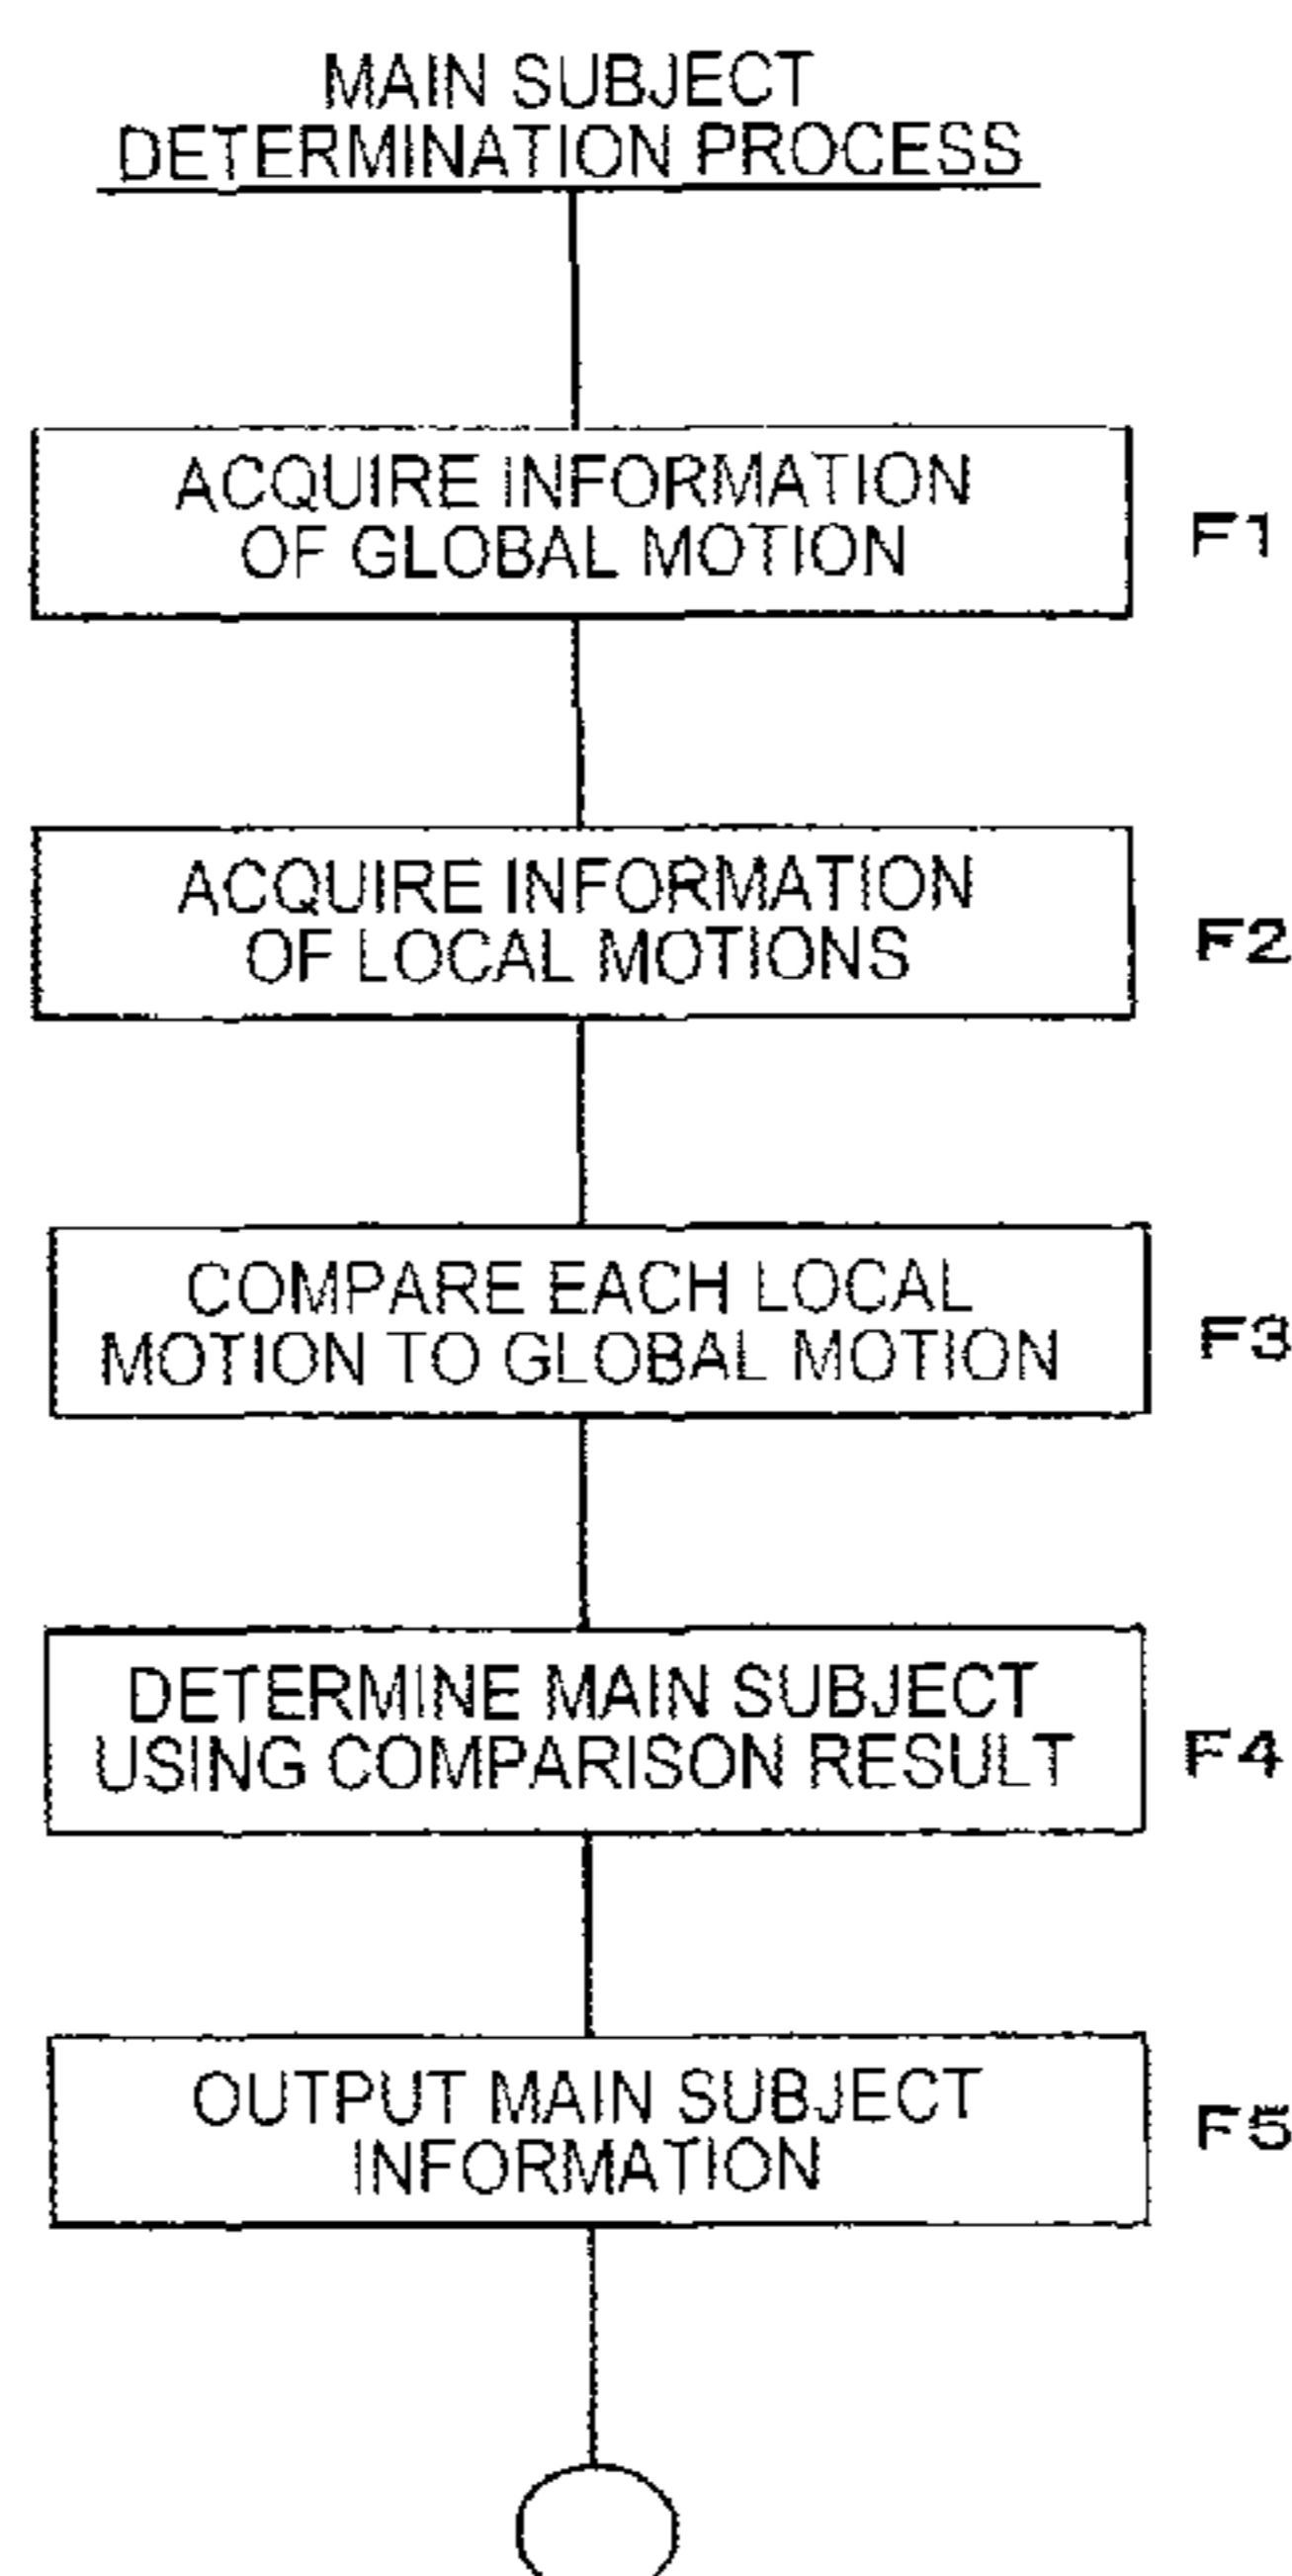 MAIN SUBJECT
DETERMINATION PROCESS
ACQUIRE INFORMATION
OF GLOBAL MOTION
F1
ACQUIRE INFORMATION
OF LOCAL MOTIONS
F2
COMPARE EACH LOCAL
MOTION TO GLOBAL MOTION
F3
DETERMINE MAIN SUBJECT
USING COMPARISON RESULT
F4
OUTPUT MAIN SUBJECT
INFORMATION
F5